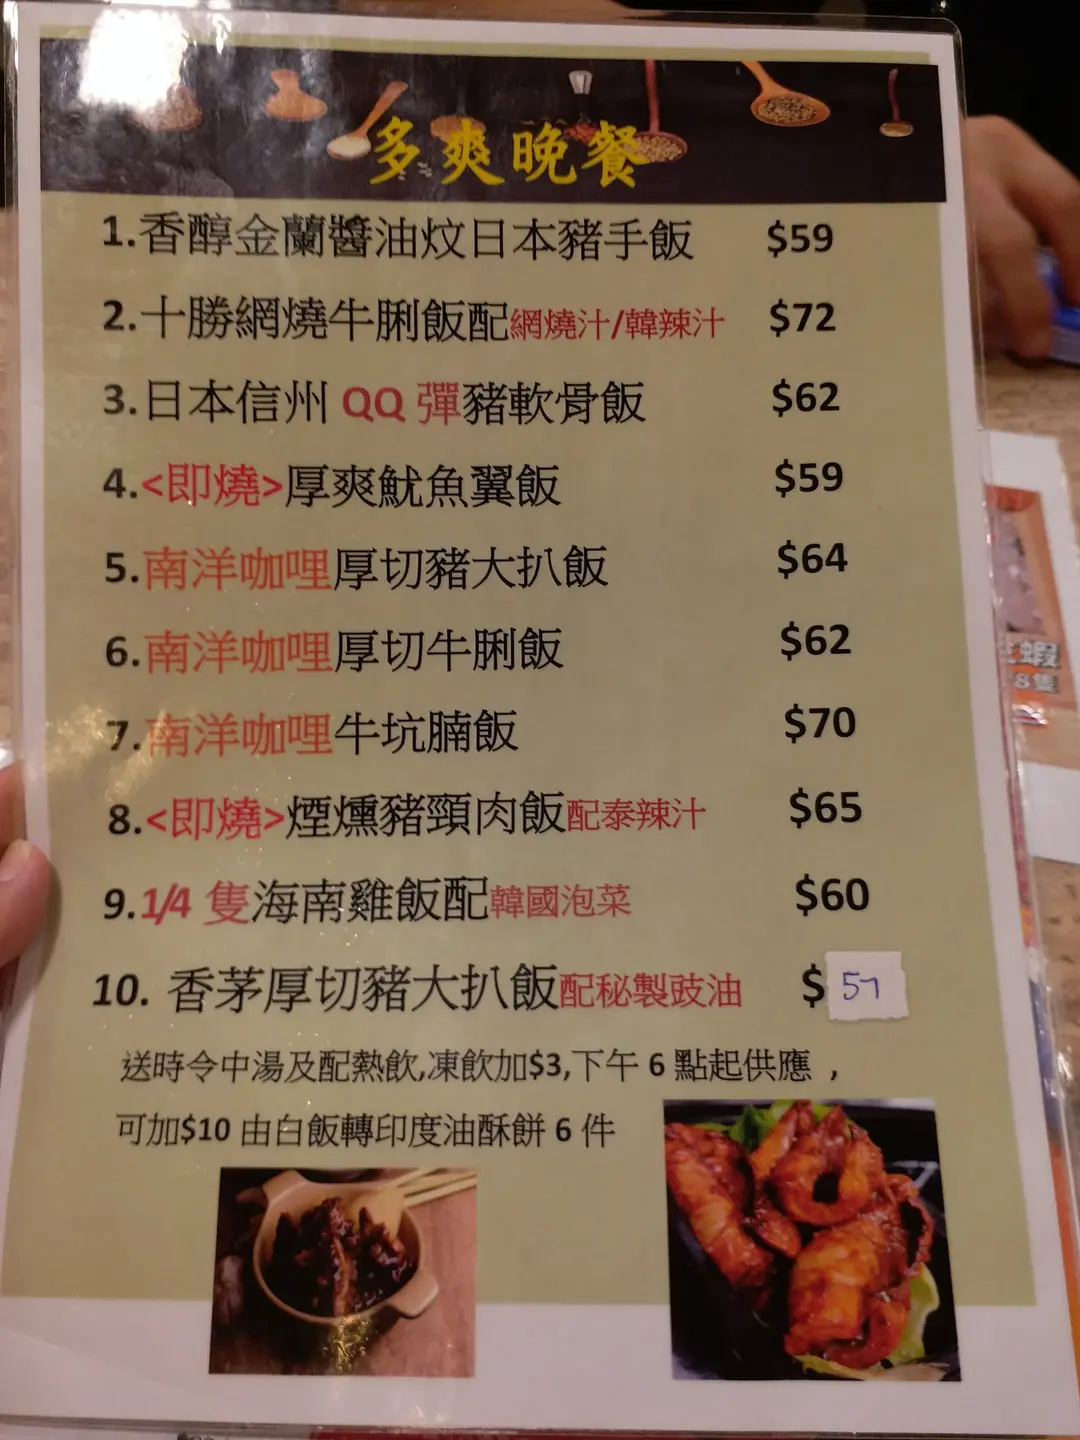 多爽晚餐
1.香醇金蘭醬油炆日本豬手飯 $59
2.十勝網燒牛脷飯配網燒汁/韓辣汁 $72
3.日本信州 QQ 彈豬軟骨飯 $62
4.<即燒>厚爽魷魚翼飯 $59
5.南洋咖哩厚切豬大扒飯 $64
6.南洋咖哩厚切牛脷飯 $62
7.南洋咖哩牛坑腩飯 $70
8.<即燒>煙燻豬頸肉飯配泰辣汁 $65
9.1/4 隻海南雞飯配韓國泡菜 $60
10. 香茅厚切豬大扒飯配秘製豉油 $57
送時令中湯及配熱飲,凍飲加$3,下午 6 點起供應 ,
可加$10 由白飯轉印度油酥餅 6 件
蝦
8隻